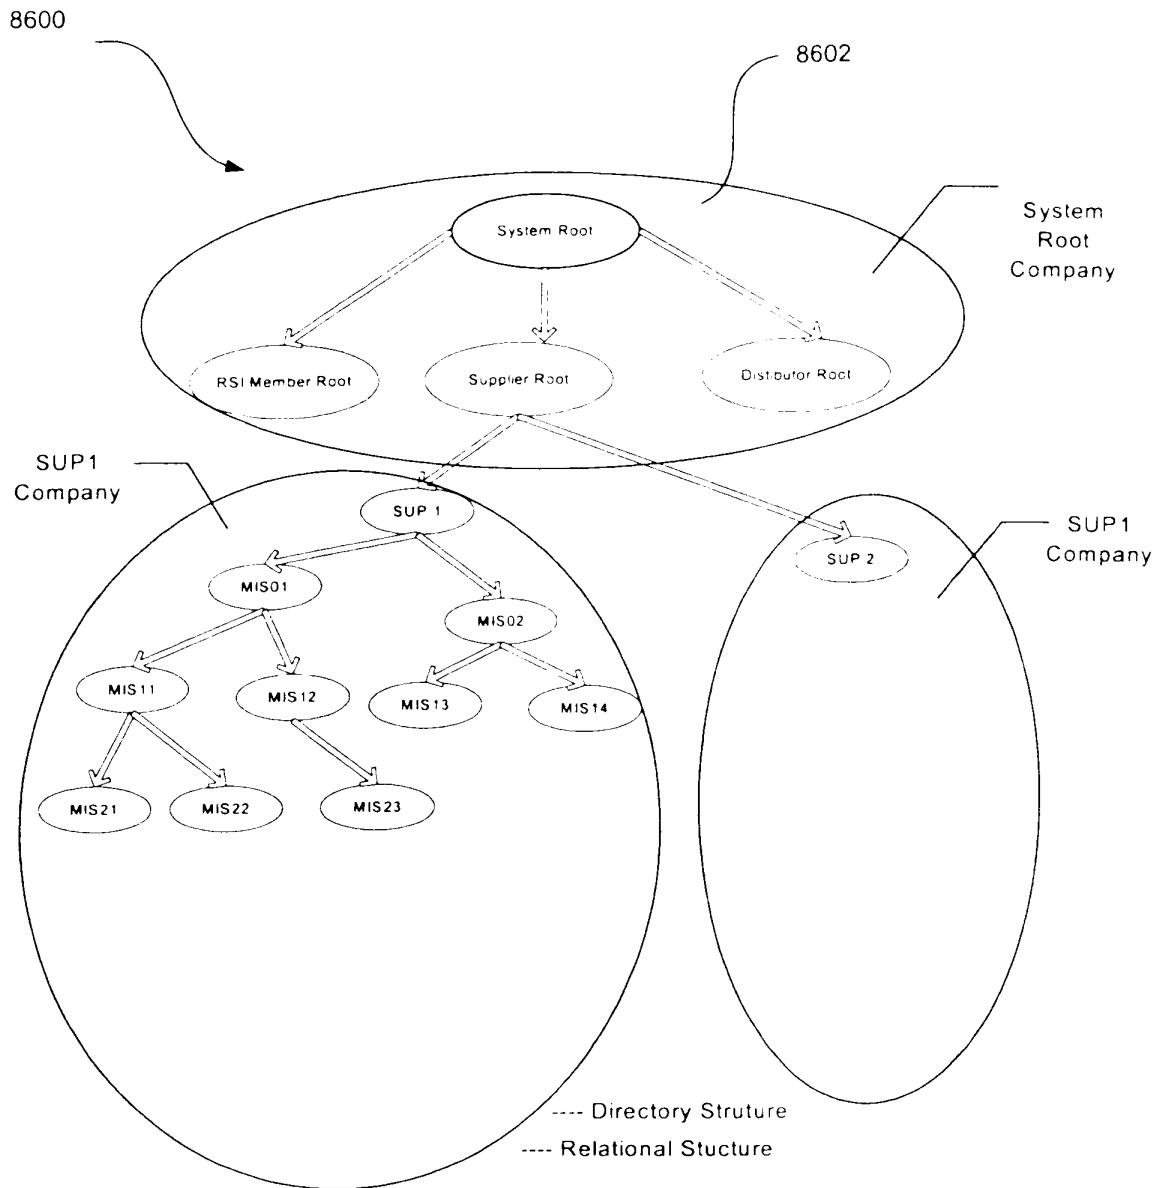 8600
8602
System Root
System
Root
Company
RSI Member Root
Supplier Root
Distibutor Root
SUP1
Company
SUP 1
SUP1
Company
SUP 2
MIS01
MIS02
MIS11
MIS12
MIS13
MIS14
MIS21
MIS22
MIS23
---- Directory Struture
---- Relational Stucture